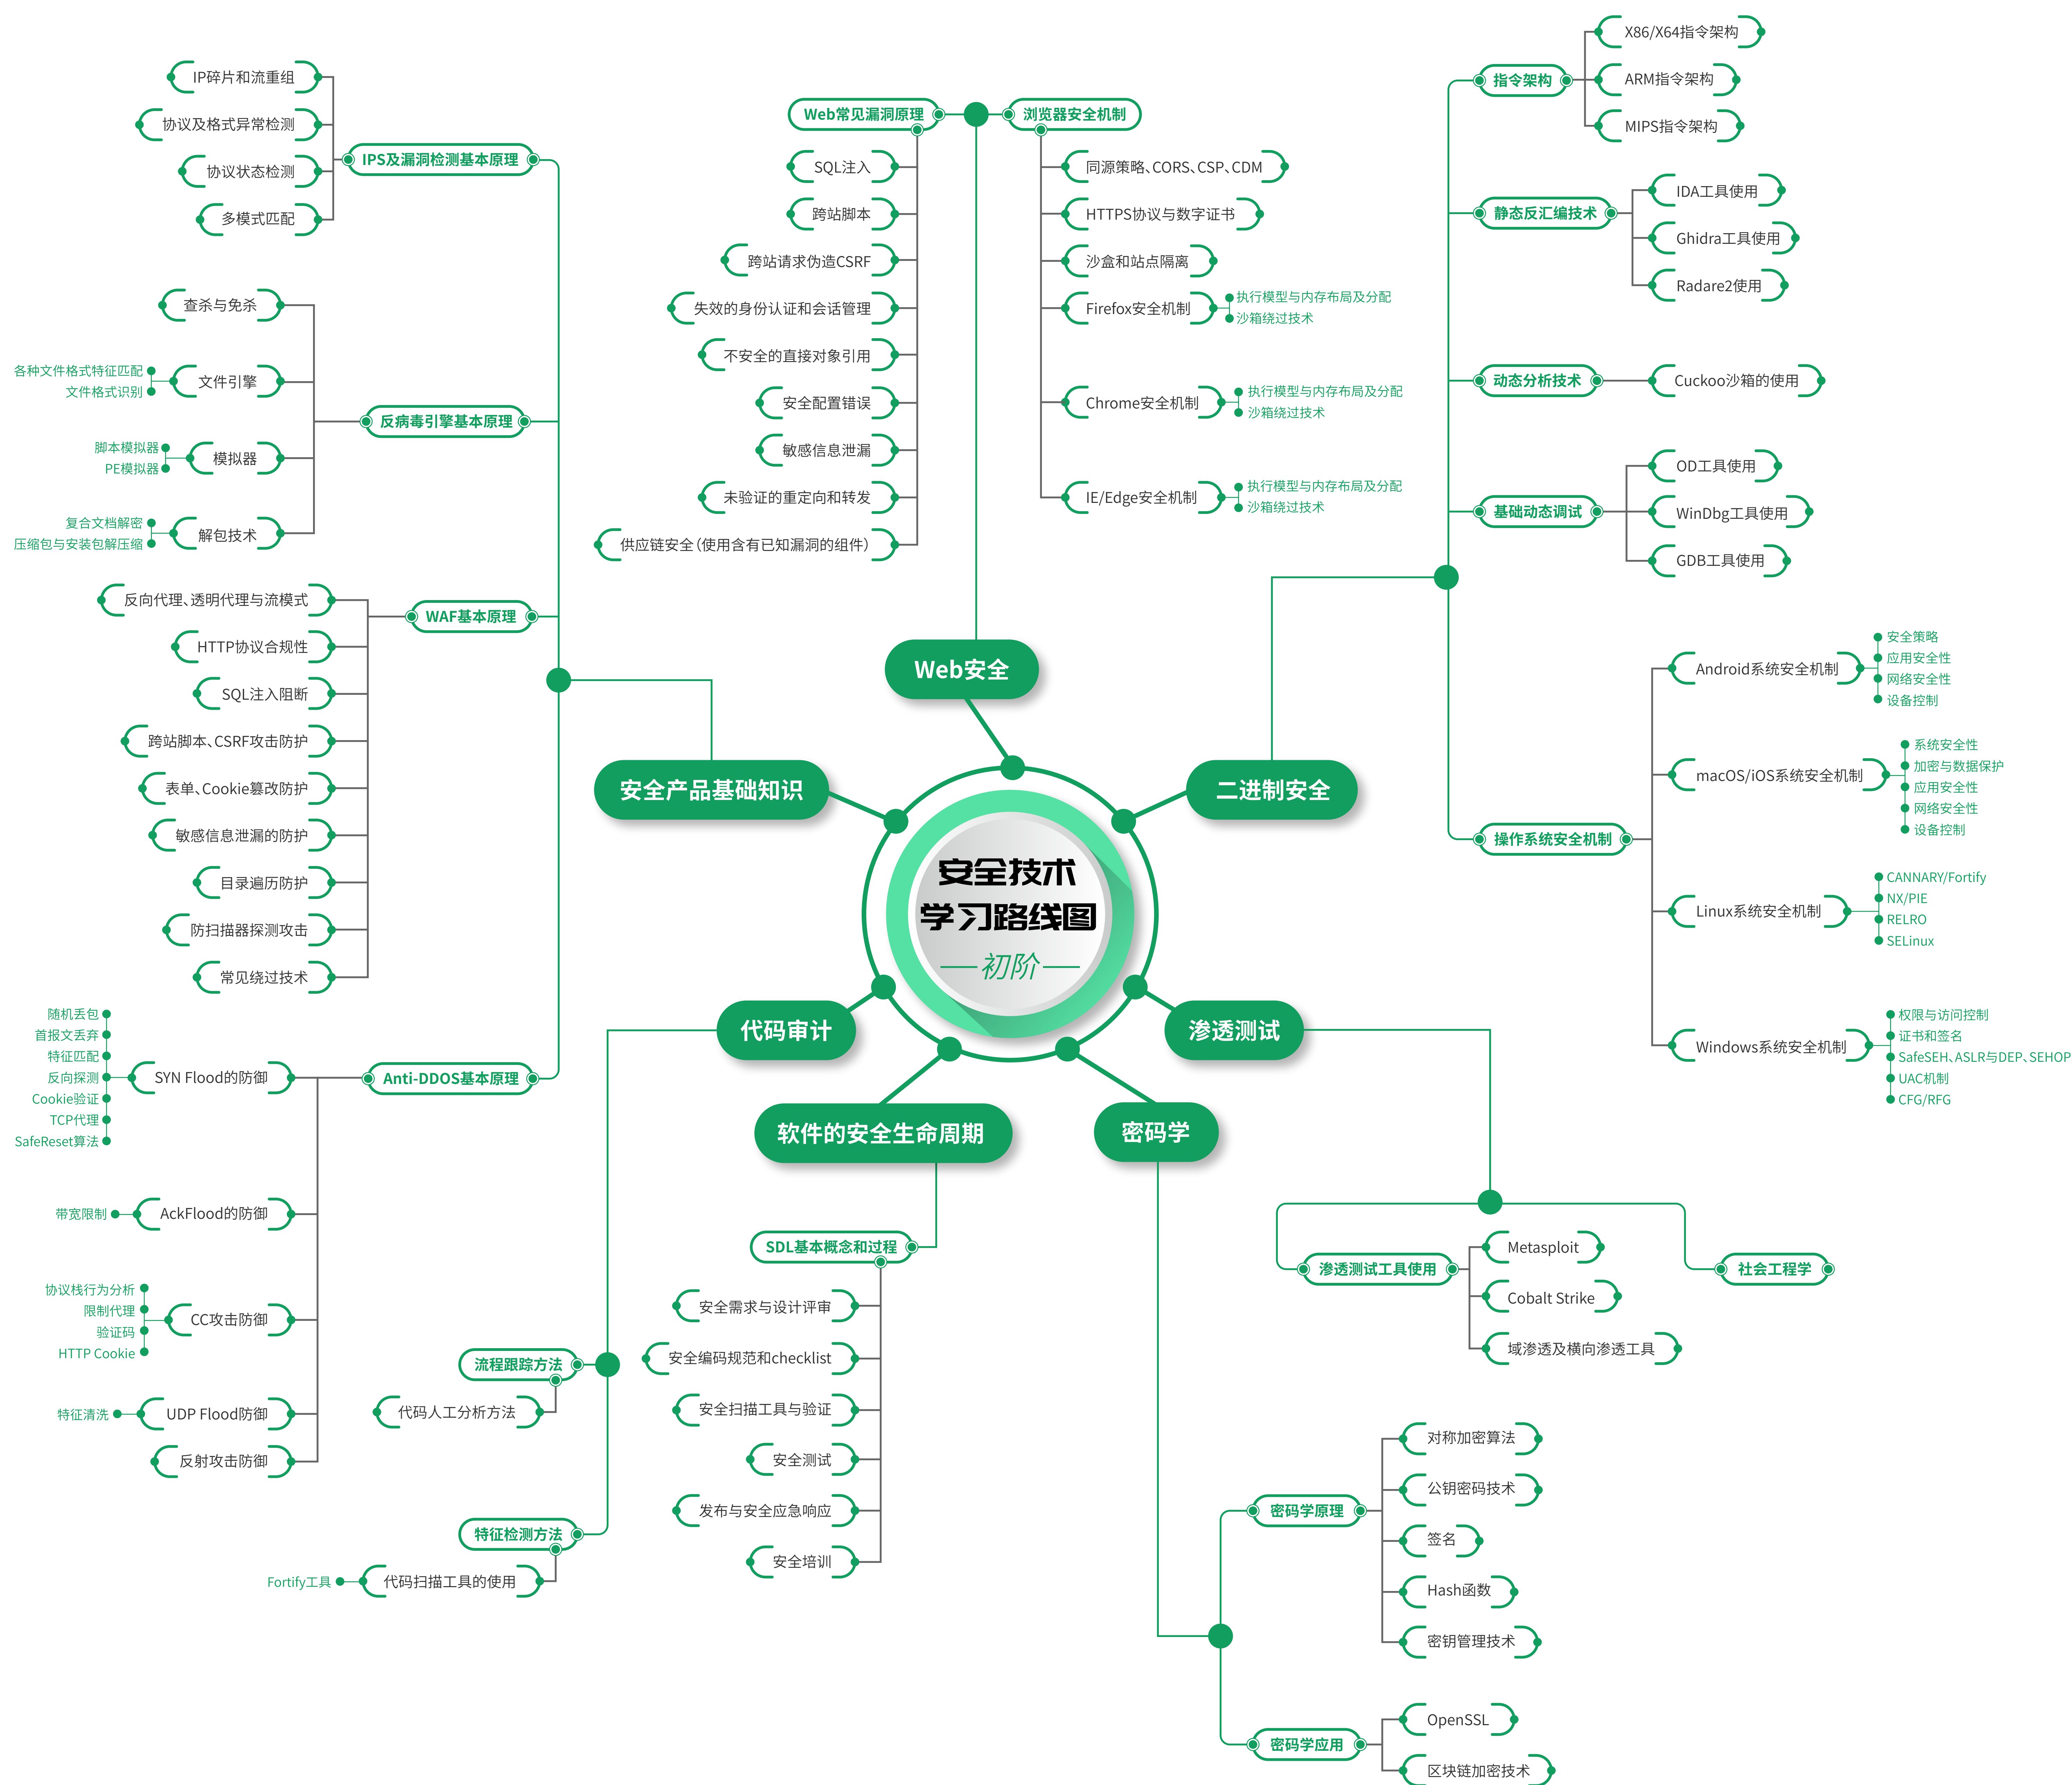 安全技术
学习路线图
初阶
Web安全
Web常见漏洞原理
SQL注入
跨站脚本
跨站请求伪造CSRF
失效的身份认证和会话管理
不安全的直接对象引用
安全配置错误
敏感信息泄漏
未验证的重定向和转发
供应链安全(使用含有已知漏洞的组件)
浏览器安全机制
同源策略、CORS、CSP、CDM
HTTPS协议与数字证书
沙盒和站点隔离
Firefox安全机制
执行模型与内存布局及分配
沙箱绕过技术
Chrome安全机制
执行模型与内存布局及分配
沙箱绕过技术
IE/Edge安全机制
执行模型与内存布局及分配
沙箱绕过技术
二进制安全
指令架构
X86/X64指令架构
ARM指令架构
MIPS指令架构
静态反汇编技术
IDA工具使用
Ghidra工具使用
Radare2使用
动态分析技术
Cuckoo沙箱的使用
基础动态调试
OD工具使用
WinDbg工具使用
GDB工具使用
操作系统安全机制
Android系统安全机制
安全策略
应用安全性
网络安全性
设备控制
macOS/iOS系统安全机制
系统安全性
加密与数据保护
应用安全性
网络安全性
设备控制
Linux系统安全机制
CANNARY/Fortify
NX/PIE
RELRO
SELinux
Windows系统安全机制
权限与访问控制
证书和签名
SafeSEH、ASLR与DEP、SEHOP
UAC机制
CFG/RFG
渗透测试
渗透测试工具使用
Metasploit
Cobalt Strike
域渗透及横向渗透工具
社会工程学
密码学
密码学原理
对称加密算法
公钥密码技术
签名
Hash函数
密钥管理技术
密码学应用
OpenSSL
区块链加密技术
软件的安全生命周期
SDL基本概念和过程
安全需求与设计评审
安全编码规范和checklist
安全扫描工具与验证
安全测试
发布与安全应急响应
安全培训
代码审计
流程跟踪方法
代码人工分析方法
特征检测方法
代码扫描工具的使用
Fortify工具
安全产品基础知识
IPS及漏洞检测基本原理
IP碎片和流重组
协议及格式异常检测
协议状态检测
多模式匹配
反病毒引擎基本原理
查杀与免杀
文件引擎
各种文件格式特征匹配
文件格式识别
模拟器
脚本模拟器
PE模拟器
解包技术
复合文档解密
压缩包与安装包解压缩
WAF基本原理
反向代理、透明代理与流模式
HTTP协议合规性
SQL注入阻断
跨站脚本、CSRF攻击防护
表单、Cookie篡改防护
敏感信息泄漏的防护
目录遍历防护
防扫描器探测攻击
常见绕过技术
Anti-DDOS基本原理
SYN Flood的防御
随机丢包
首报文丢弃
特征匹配
反向探测
Cookie验证
TCP代理
SafeReset算法
AckFlood的防御
带宽限制
CC攻击防御
协议栈行为分析
限制代理
验证码
HTTP Cookie
UDP Flood防御
特征清洗
反射攻击防御